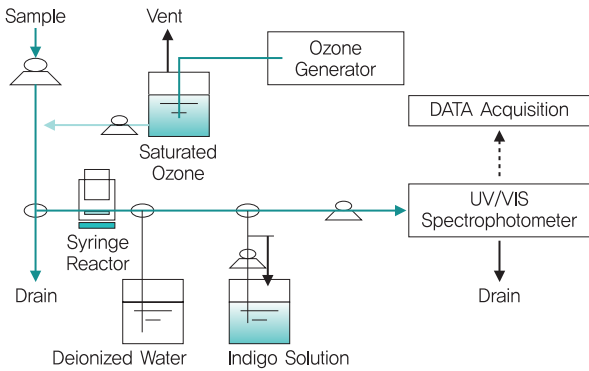 Sample
Vent
Ozone
Generator
DATA Acquisition
Saturated
Ozone
UV/VIS
Spectrophotometer
Syringe
Reactor
Drain
Drain
Deionized Water
Indigo Solution